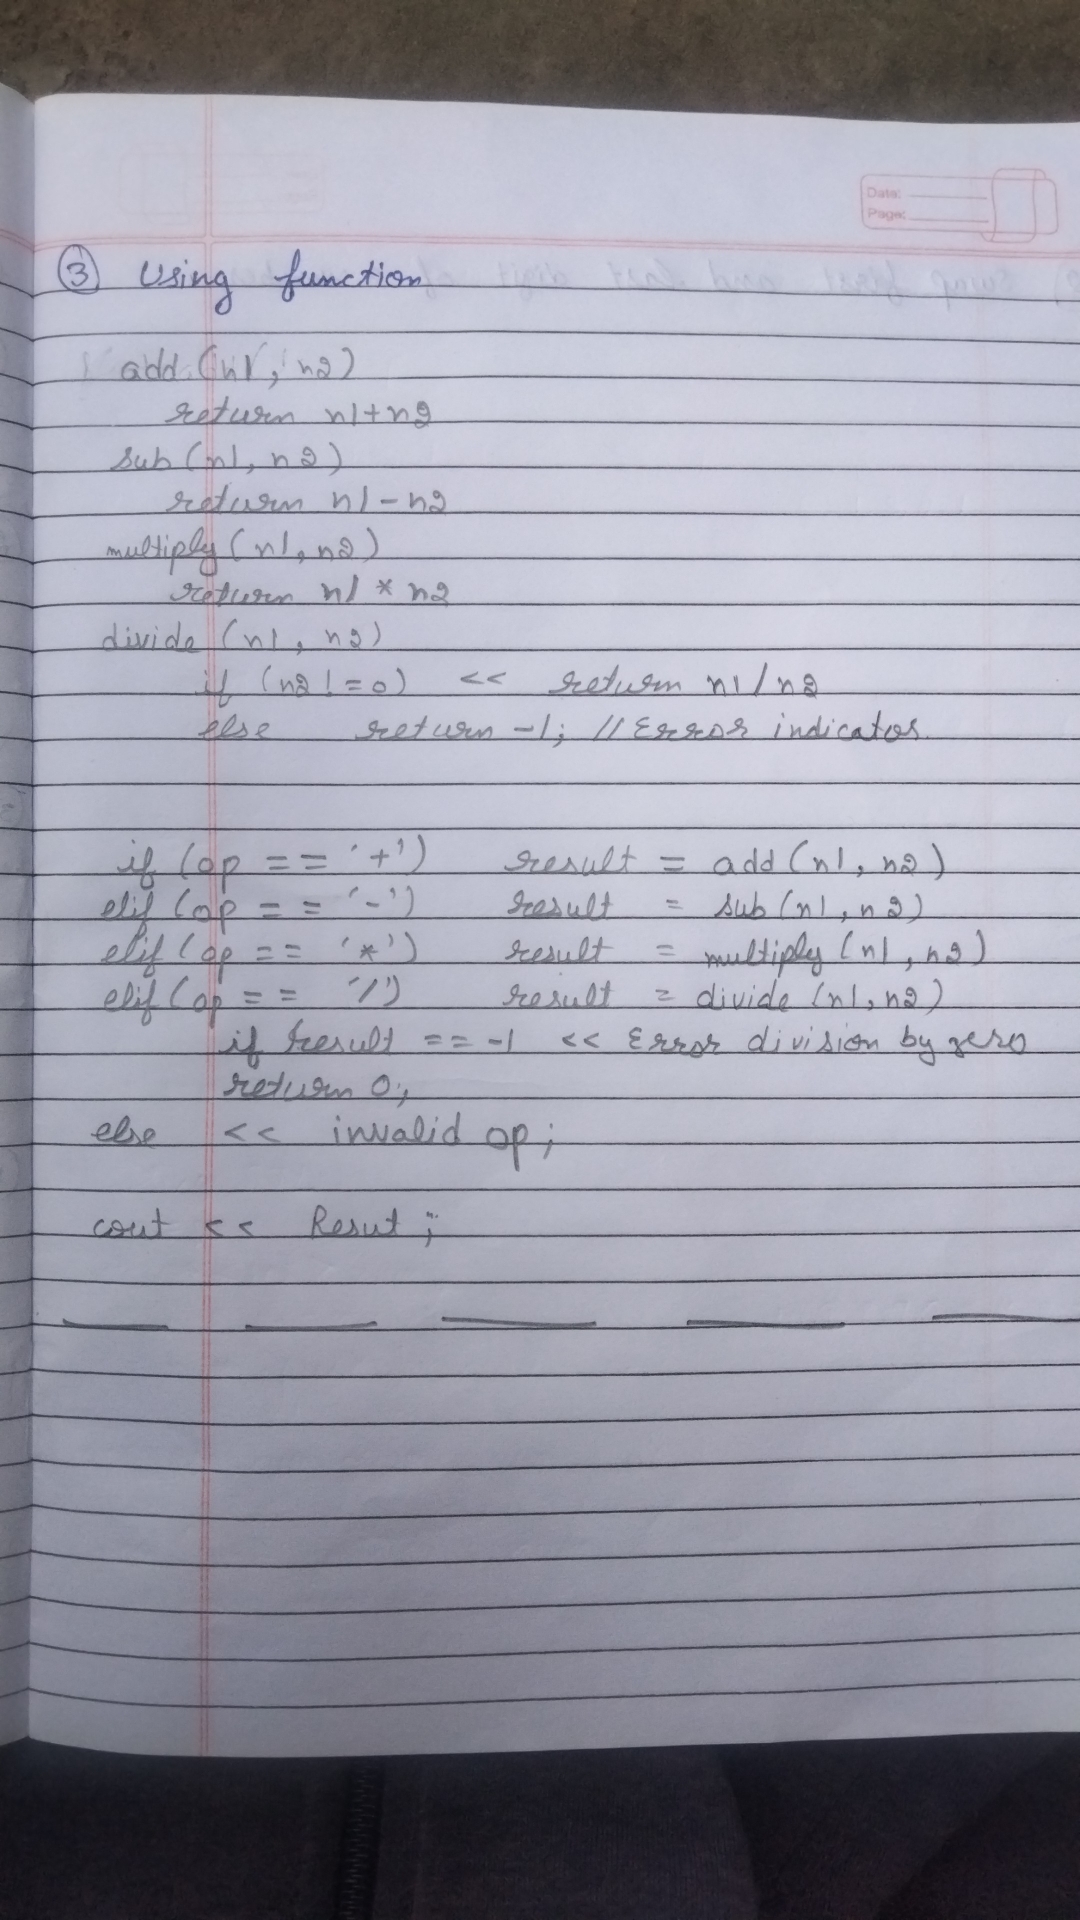 Date:
Page:
③ Using function
add (n1, n2)
return n1+n2
sub (n1, n2)
return n1-n2
multiply (n1, n2)
return n1 * n2
divide (n1, n2)
if (n2 != 0) << return n1/n2
else return -1; // Error indicator.
if (op == '+') result = add (n1, n2)
elif (op == '-') result = sub (n1, n2)
elif (op == '*') result = multiply (n1, n2)
elif (op == '/') result = divide (n1, n2)
if result == -1 << Error division by zero
return 0;
else << invalid op;
cout << Resut ;